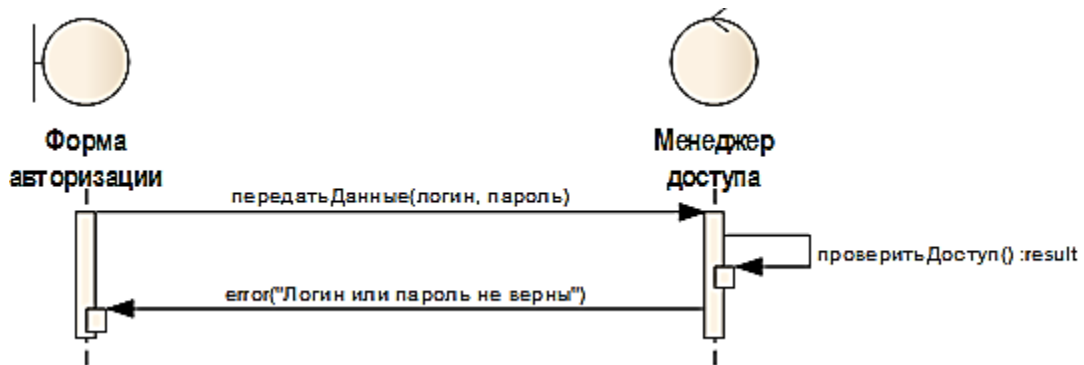 Форма
авторизации
Менеджер
доступа
передатьДанные(логин, пароль)
проверитьДоступ() :result
error("Логин или пароль не верны")